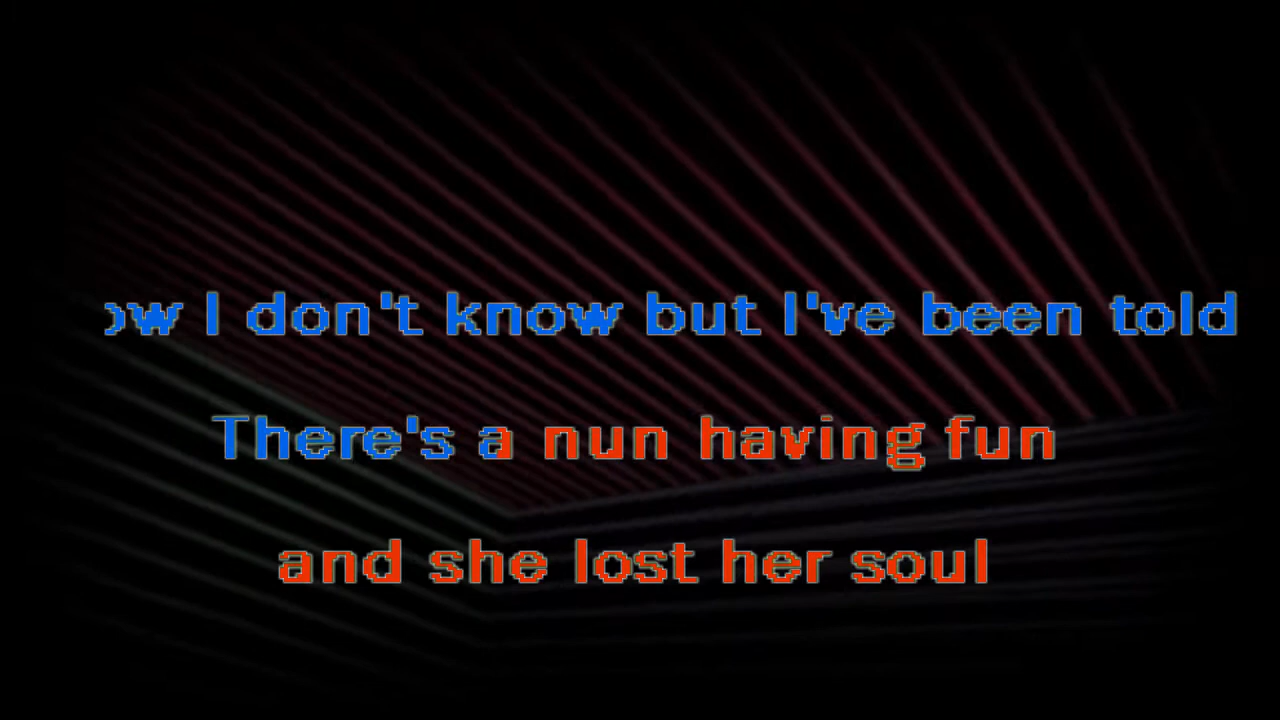 ow I don't know but I've been told
There's a nun having fun
and she lost her soul